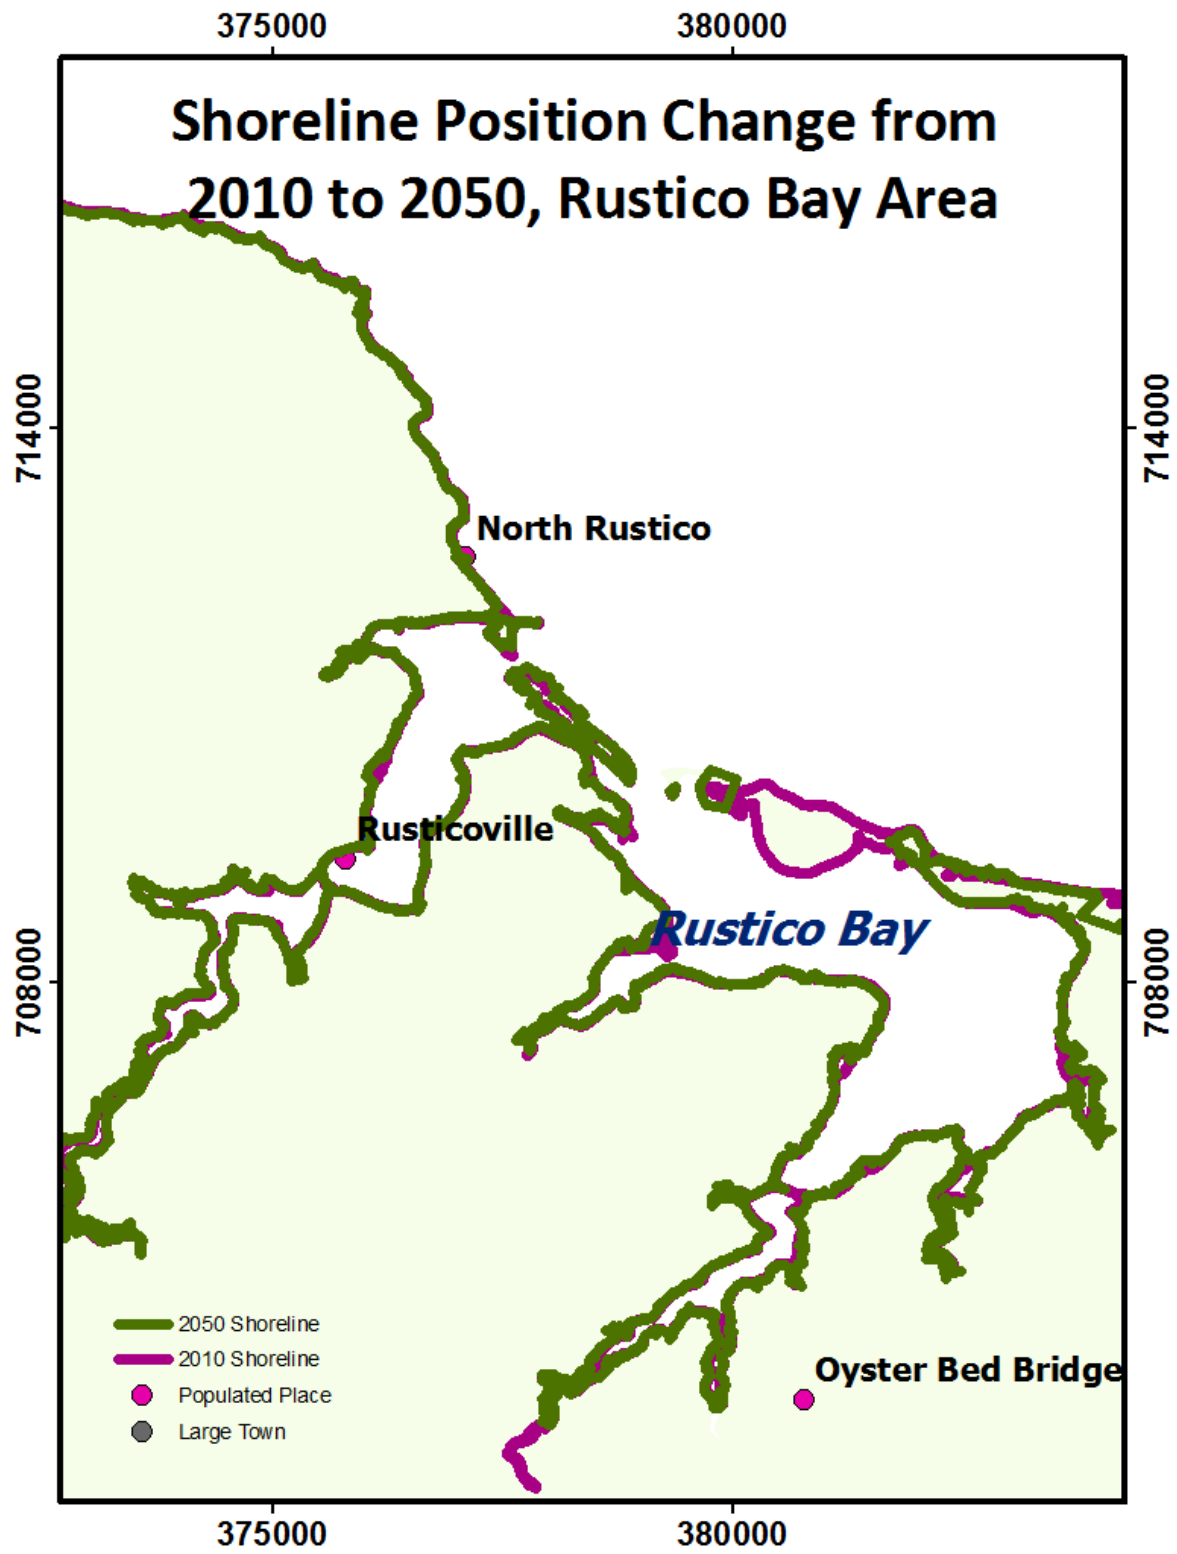 375000 380000
Shoreline Position Change from
2010 to 2050, Rustico Bay Area
714000 714000
North Rustico
Rusticoville
Rustico Bay
708000 708000
2050 Shoreline
2010 Shoreline
Populated Place
Large Town
Oyster Bed Bridge
375000 380000